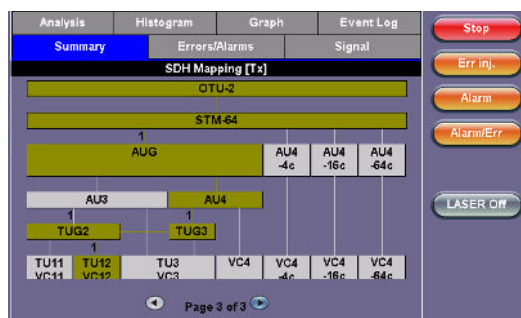 Analysis Histogram Graph Event Log
Summary Errors/Alarms Signal
SDH Mapping [Tx]
OTU-2
STM-64
1
AUG AU4 -4c AU4 -16c AU4 -64c
AU3 AU4
1 1
TUG2 TUG3
1
TU11 TU12 TU3 VC4 VC4 VC4 VC4
VC11 VC12 VC3 -4c -16c -64c
Page 3 of 3
Stop
Err inj.
Alarm
Alarm/Err
LASER Off